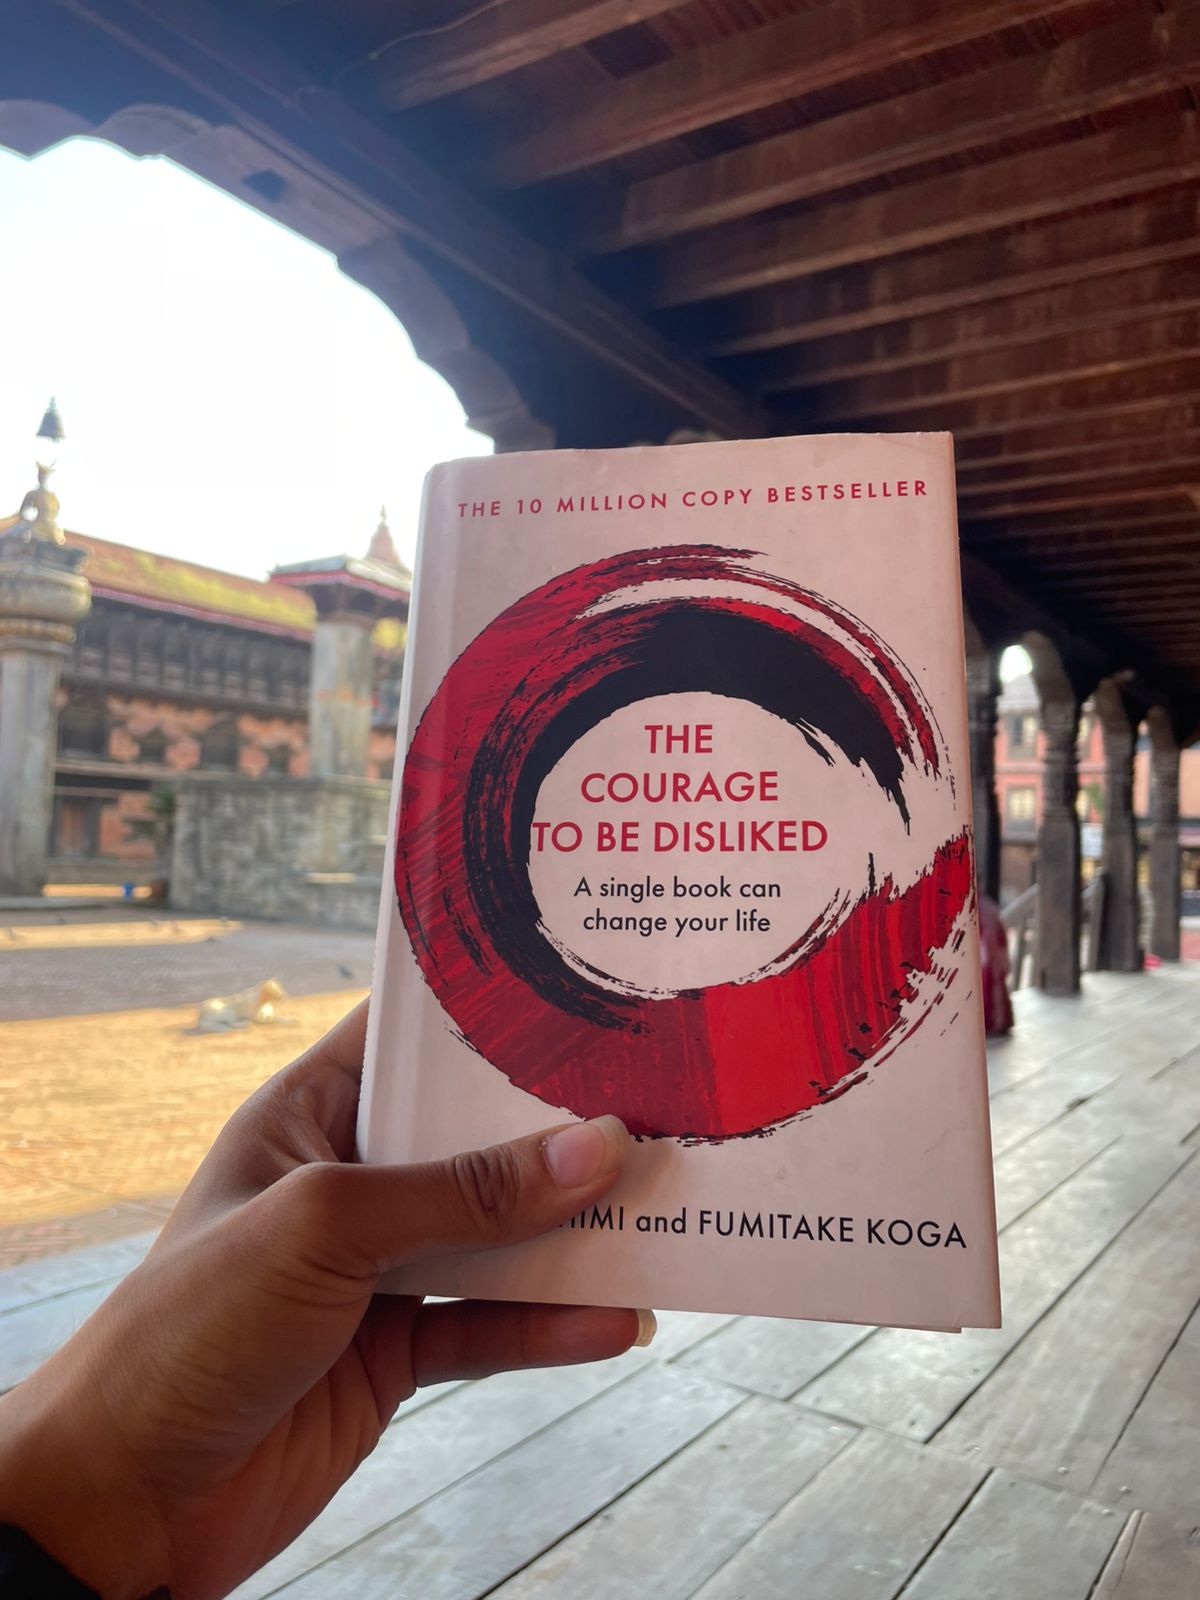 THE 10 MILLION COPY BESTSELLER
THE
COURAGE
TO BE DISLIKED
A single book can
change your life
and FUMITAKE KOGA